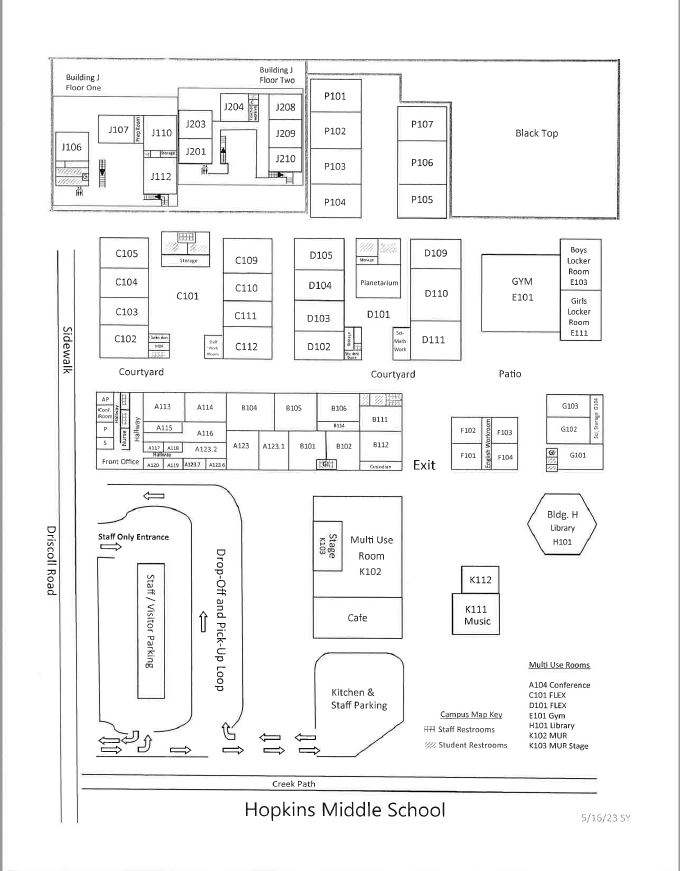 Building J
Floor One
Building J
Floor Two
J106
J107
Prep Room
J110
Storage
J112
J203
J201
J204
J208
J209
J210
P101
P102
P103
P104
P107
P106
P105
Black Top
C105
C104
C103
C102
Storage
C101
C109
C110
C111
C112
Courtyard
D105
D104
D103
D102
Storage
Planetarium
D101
Sci-
Math
Work
D109
D110
D111
Courtyard
GYM
E101
Boys
Locker
Room
E103
Girls
Locker
Room
E111
Patio
Sidewalk
AP
Conf.
Room
P
S
Hallway
Nurse
Hallway
Front Office
A113
A114
A115
A116
A117
A118
A123.2
Hallway
A120
A119
A123.7
A123.6
B104
B105
B106
B114
B111
A123
A123.1
B101
B102
B112
Custodian
Exit
F102
F101
English Workroom
F103
F104
G103
G102
G101
Sci. Storage G104
Driscoll Road
Staff Only Entrance
Staff / Visitor Parking
Drop-Off and Pick-Up Loop
Stage
K103
Multi Use
Room
K102
Cafe
Bldg. H
Library
H101
K112
K111
Music
Kitchen &
Staff Parking
Multi Use Rooms
A104 Conference
C101 FLEX
D101 FLEX
E101 Gym
H101 Library
K102 MUR
K103 MUR Stage
Campus Map Key
Staff Restrooms
Student Restrooms
Creek Path
Hopkins Middle School
5/16/23 SY